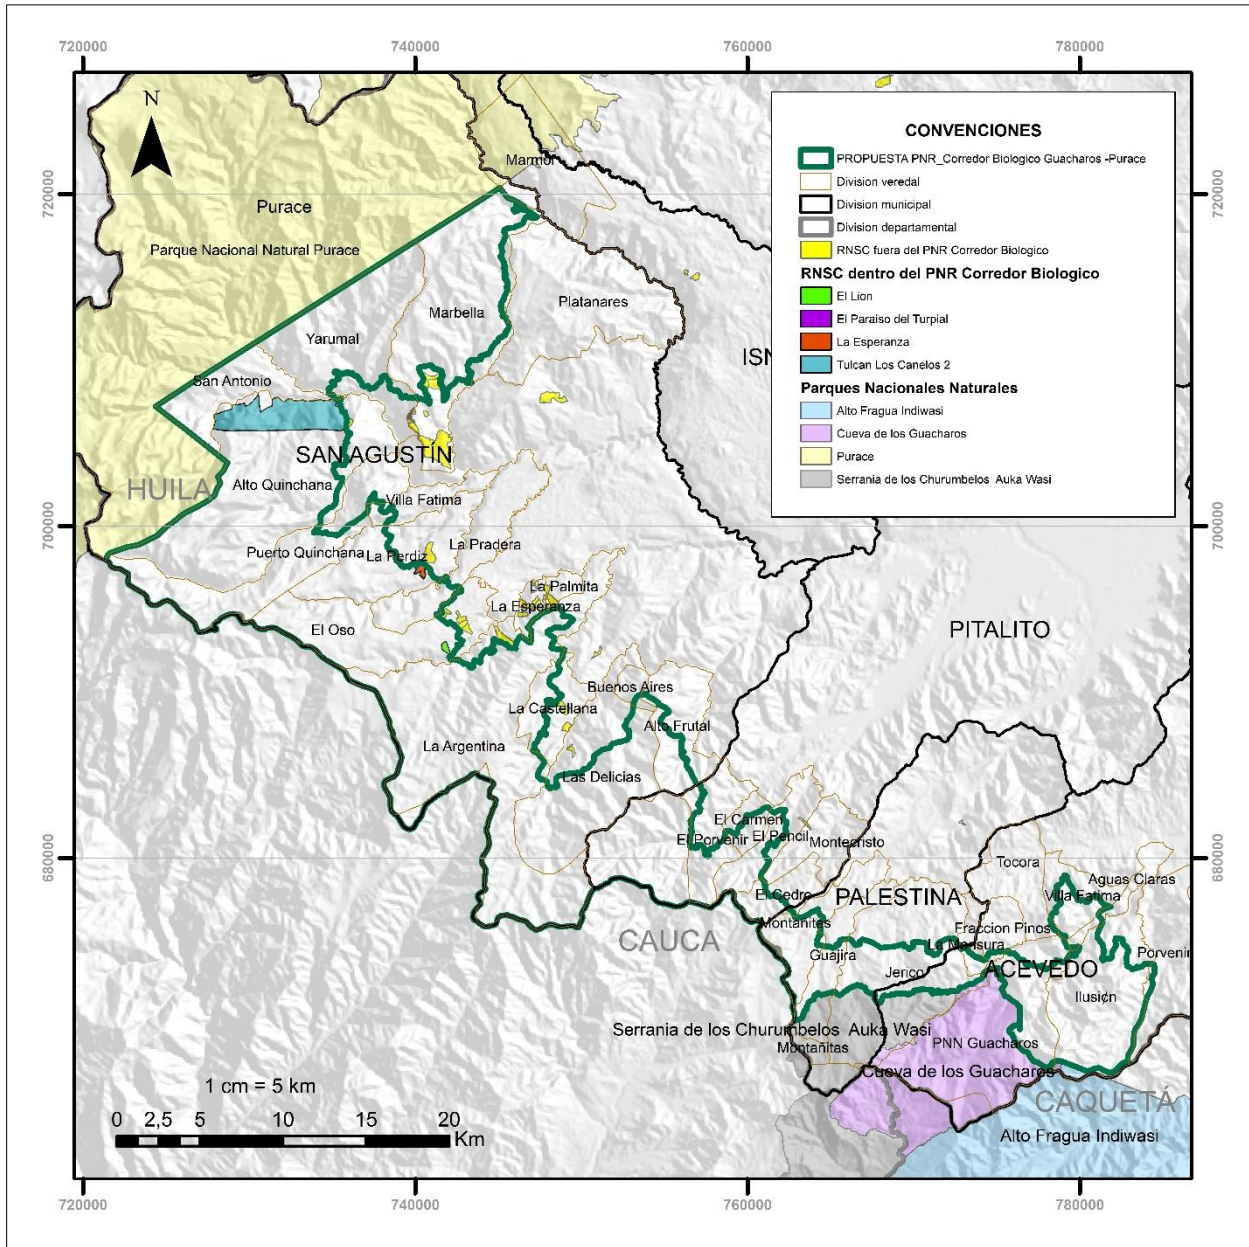 720000 740000 760000 780000
N
CONVENCIONES
PROPUESTA PNR_Corredor Biologico Guacharos -Purace
Division veredal
Division municipal
Division departamental
RNSC fuera del PNR Corredor Biologico
RNSC dentro del PNR Corredor Biologico
El Lion
El Paraiso del Turpial
La Esperanza
Tulcan Los Canelos 2
Parques Nacionales Naturales
Alto Fragua Indiwasi
Cueva de los Guacharos
Purace
Serrania de los Churumbelos Auka Wasi
Marmol
720000
720000
Purace
Parque Nacional Natural Purace
Platanares
Marbella
Yarumal
ISN
San Antonio
SAN AGUSTÍN
Alto Quinchana
HUILA
Villa Fatima
700000
700000
La Pradera
Puerto Quinchana
La Perdiz
La Palmita
La Esperanza
El Oso
PITALITO
Buenos Aires
La Castellana
Alto Frutal
La Argentina
Las Delicias
El Carmen
El Porvenir
El Pencil
Montecristo
680000
680000
Tocora
Aguas Claras
El Cedro
PALESTINA
Villa Fatima
Montañites
Fraccion Pinos
CAUCA
La Mensura
Guajira
Porvenir
Jerico
ACEVEDO
Ilusión
Serrania de los Churumbelos Auka Wasi
Montañitas
PNN Guacharos
Cueva de los Guacharos
1 cm = 5 km
CAQUETÁ
0 2,5 5 10 15 20
Km
Alto Fragua Indiwasi
720000 740000 760000 780000